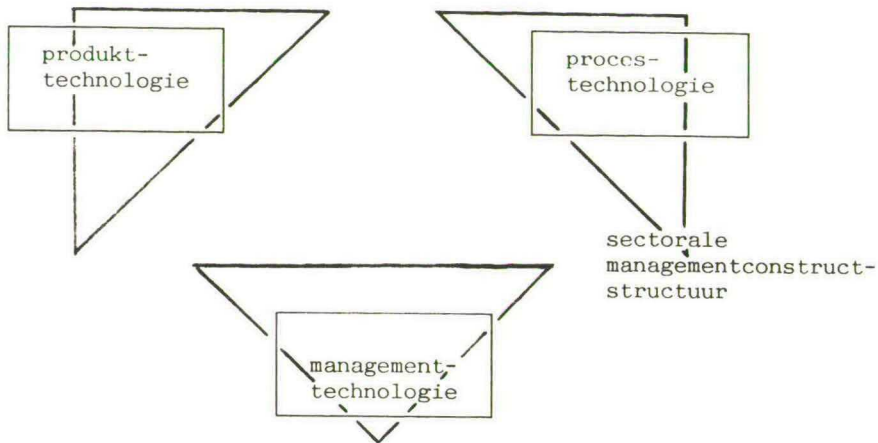 produkt-
technologie
proces-
technologie
sectorale
managementconstruct-
structuur
management-
technologie